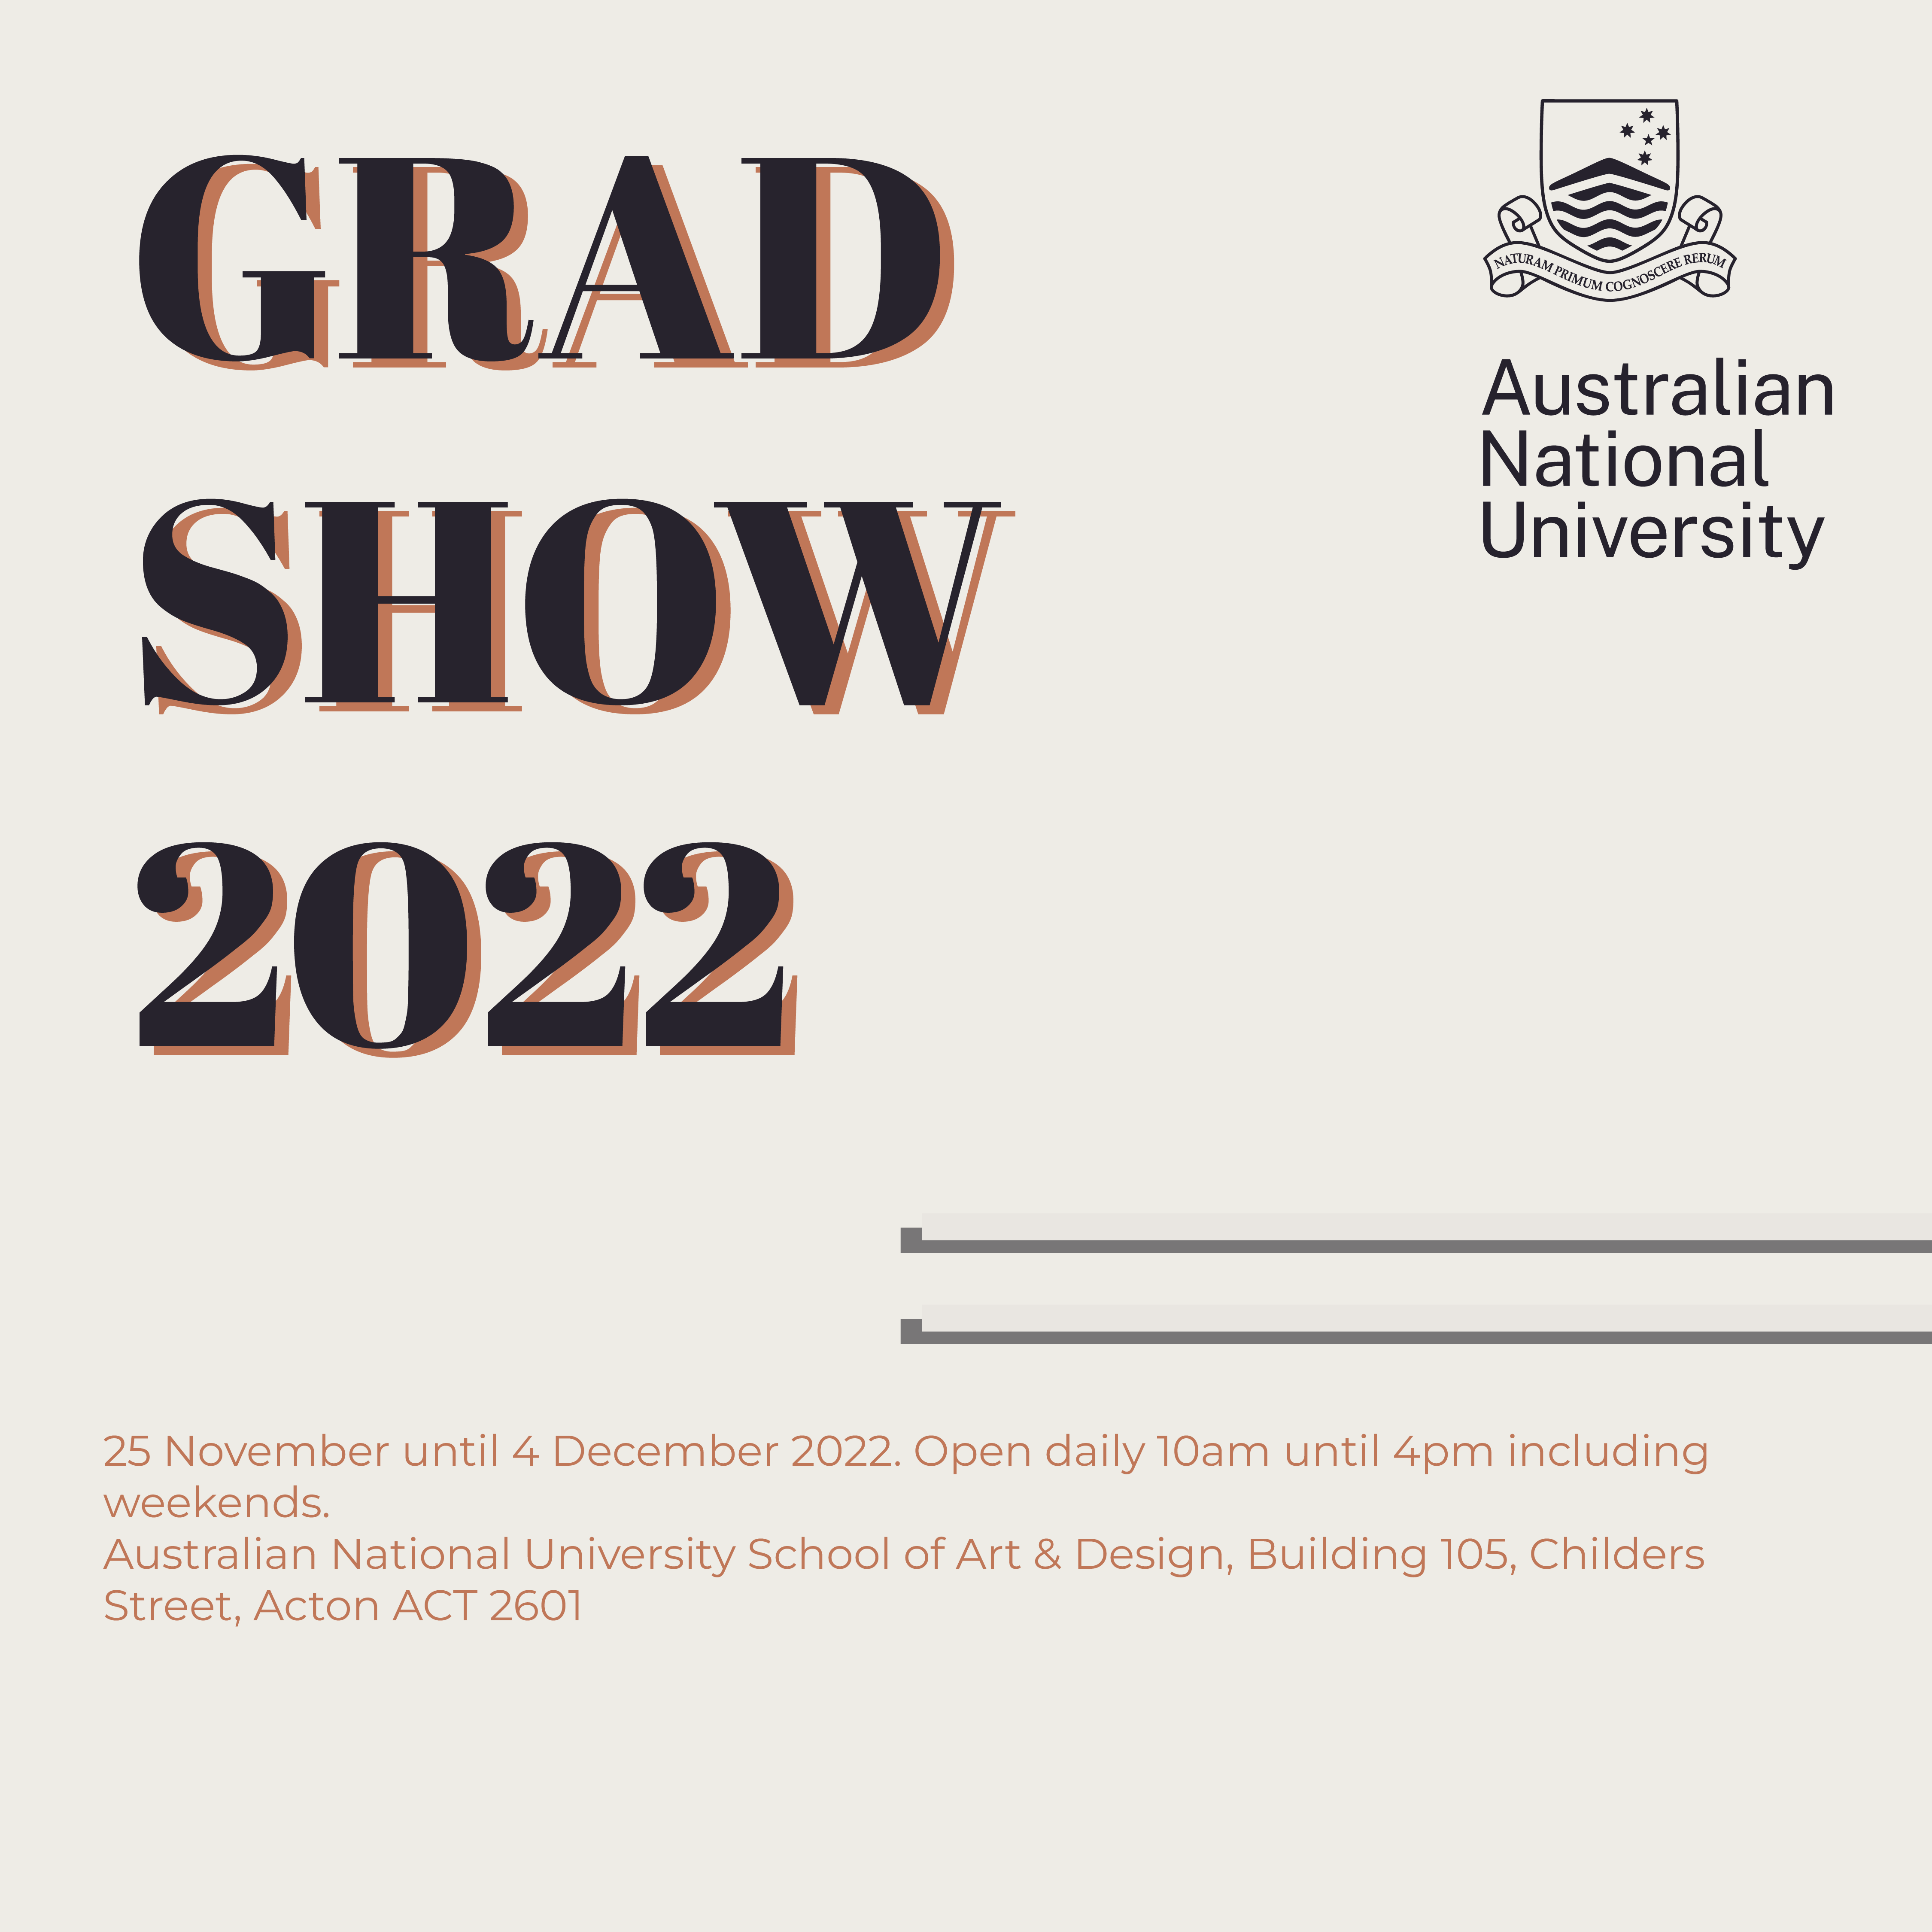 GRAD
SHOW
2022
NATURAM PRIMUM COGNOSCERE RERUM
Australian
National
University
25 November until 4 December 2022. Open daily 10am until 4pm including
weekends.
Australian National University School of Art & Design, Building 105, Childers
Street, Acton ACT 2601